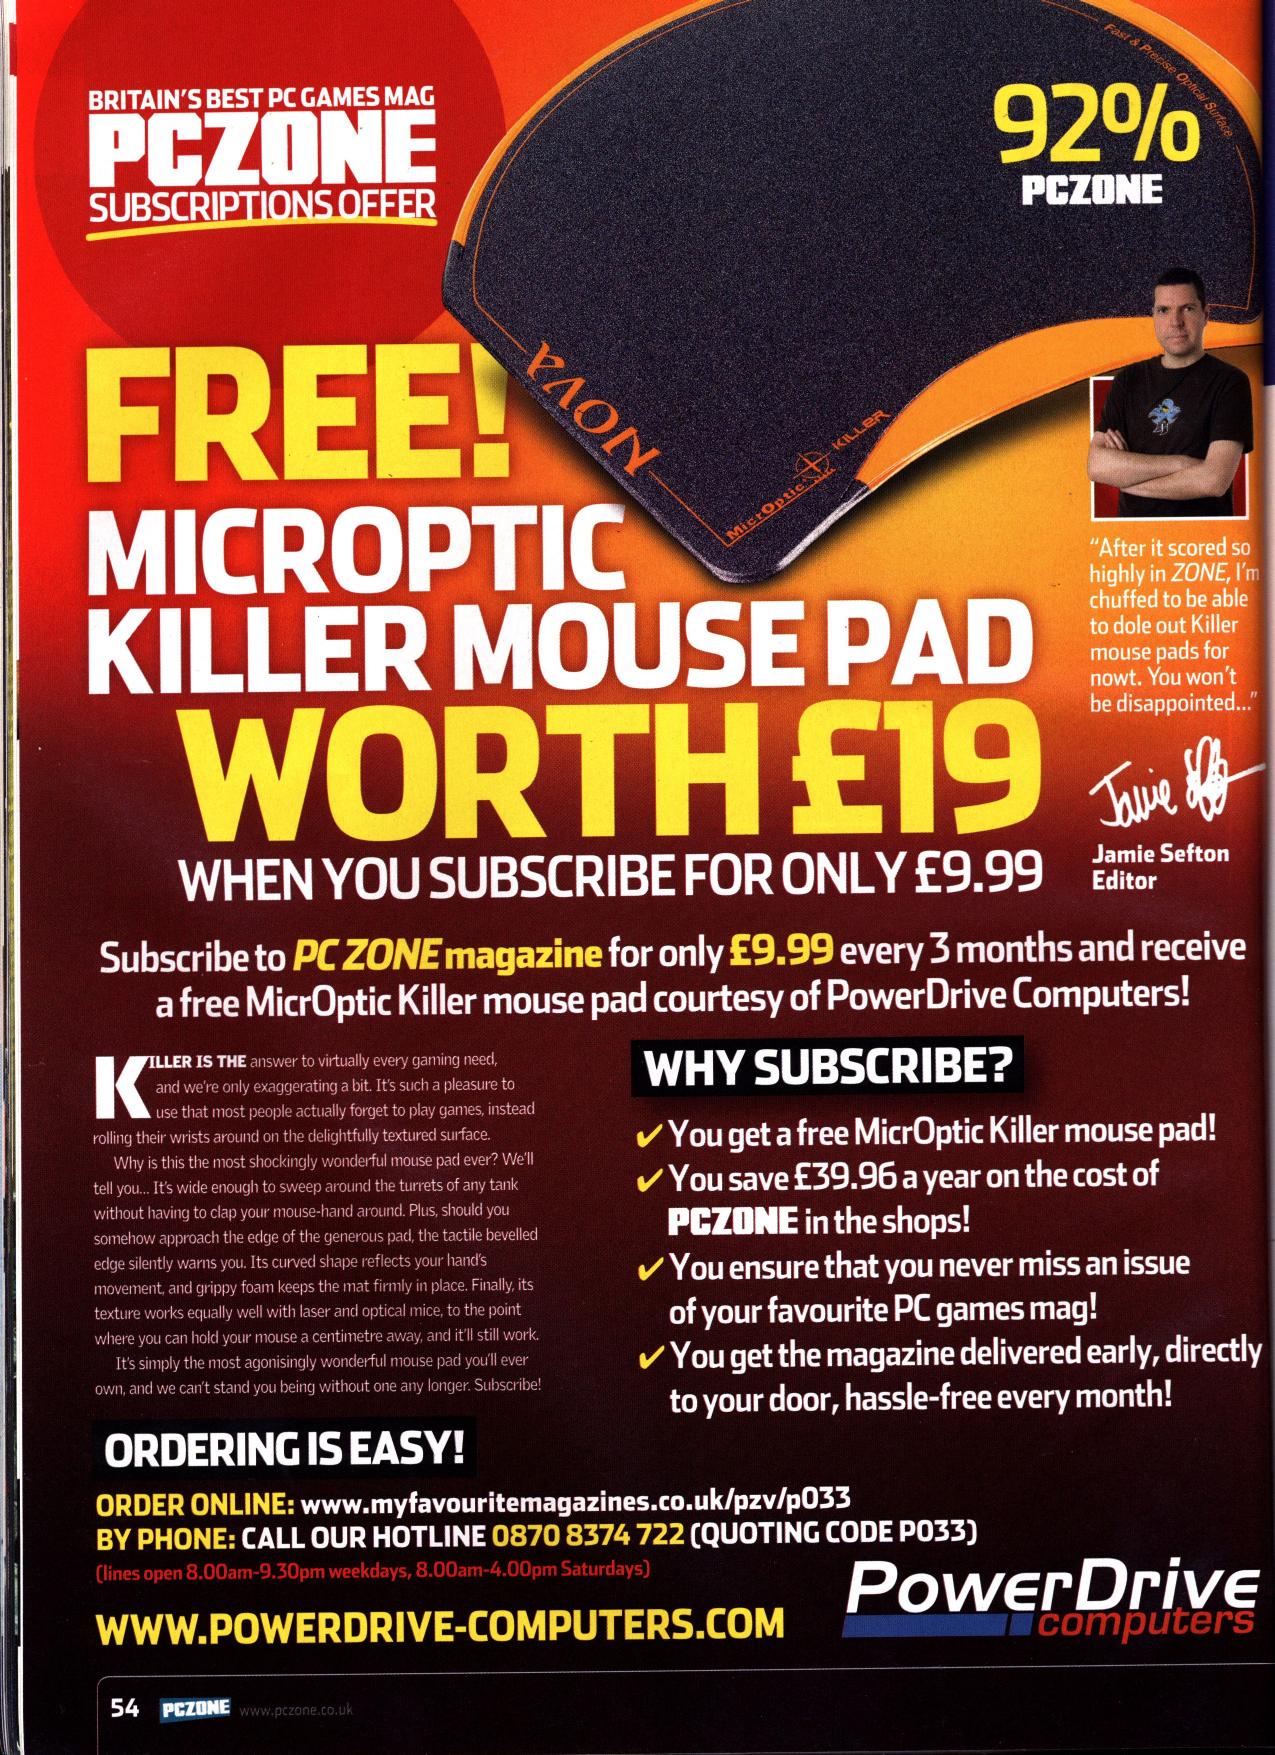 BRITAIN'S BEST PC GAMES MAG
PCZONE
SUBSCRIPTIONS OFFER
Fast & Precise Optical Surface
92%
PCZONE
NOVA
MicrOptic KILLER
FREE!
MICROPTIC
KILLER MOUSE PAD
WORTH £19
WHEN YOU SUBSCRIBE FOR ONLY £9.99
"After it scored so
highly in ZONE, I'm
chuffed to be able
to dole out Killer
mouse pads for
nowt. You won't
be disappointed..."
Jamie
Jamie Sefton
Editor
Subscribe to PC ZONE magazine for only £9.99 every 3 months and receive
a free MicrOptic Killer mouse pad courtesy of PowerDrive Computers!
KILLER IS THE answer to virtually every gaming need,
and we're only exaggerating a bit. It's such a pleasure to
use that most people actually forget to play games, instead
rolling their wrists around on the delightfully textured surface.
Why is this the most shockingly wonderful mouse pad ever? We'll
tell you... It's wide enough to sweep around the turrets of any tank
without having to clap your mouse-hand around. Plus, should you
somehow approach the edge of the generous pad, the tactile bevelled
edge silently warns you. Its curved shape reflects your hand's
movement, and grippy foam keeps the mat firmly in place. Finally, its
texture works equally well with laser and optical mice, to the point
where you can hold your mouse a centimetre away, and it'll still work.
It's simply the most agonisingly wonderful mouse pad you'll ever
own, and we can't stand you being without one any longer. Subscribe!
WHY SUBSCRIBE?
✓ You get a free MicrOptic Killer mouse pad!
✓ You save £39.96 a year on the cost of
PCZONE in the shops!
✓ You ensure that you never miss an issue
of your favourite PC games mag!
✓ You get the magazine delivered early, directly
to your door, hassle-free every month!
ORDERING IS EASY!
ORDER ONLINE: www.myfavouritemagazines.co.uk/pzv/p033
BY PHONE: CALL OUR HOTLINE 0870 8374 722 (QUOTING CODE P033)
(lines open 8.00am-9.30pm weekdays, 8.00am-4.00pm Saturdays)
WWW.POWERDRIVE-COMPUTERS.COM
PowerDrive
computers
54 PCZONE www.pczone.co.uk